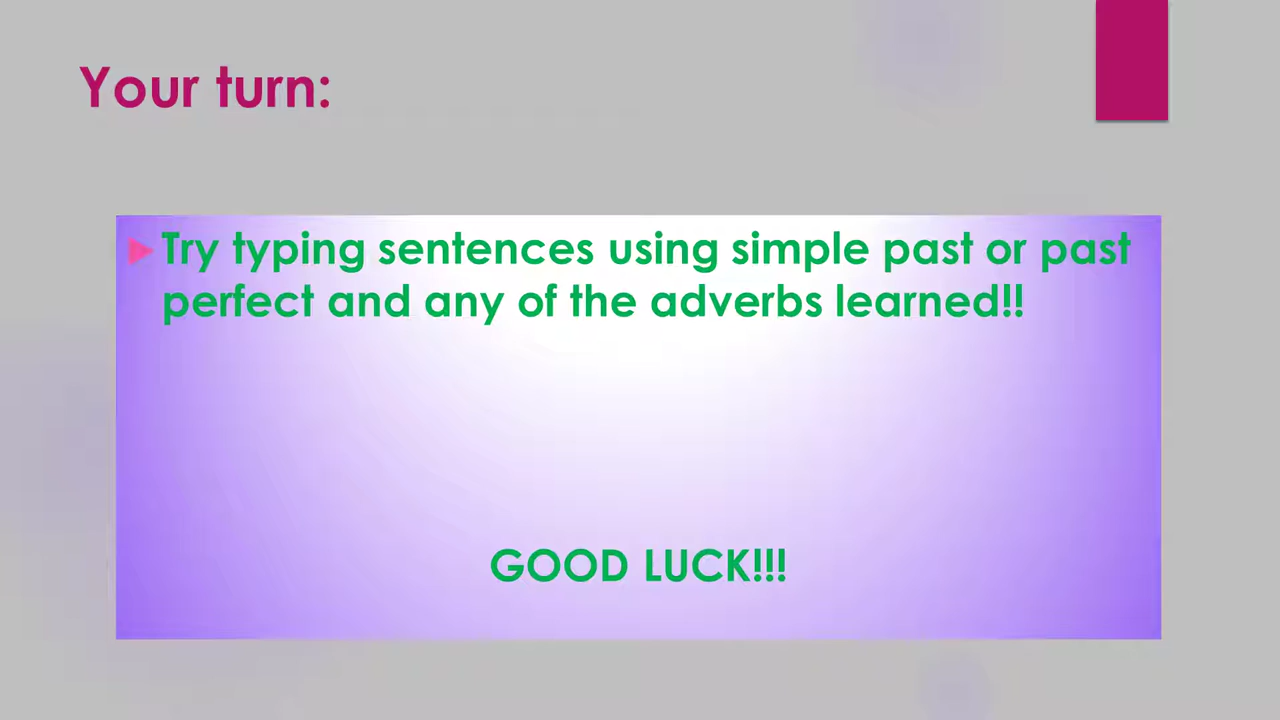 Your turn:
Try typing sentences using simple past or past
perfect and any of the adverbs learned!!
GOOD LUCK!!!